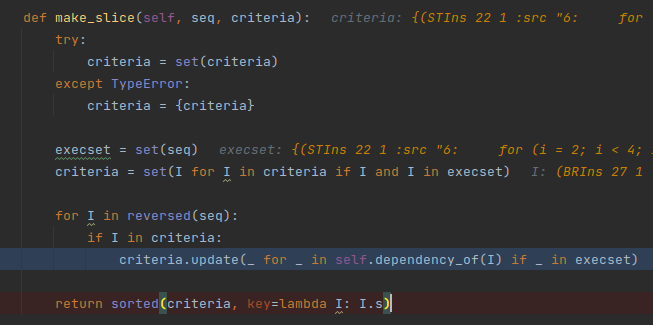 def make_slice(self, seq, criteria):   criteria: {(STIns 22 1 :src "6:     for
    try:
        criteria = set(criteria)
    except TypeError:
        criteria = {criteria}
    execset = set(seq)   execset: {(STIns 22 1 :src "6:     for (i = 2; i < 4;
    criteria = set(I for I in criteria if I and I in execset)   I: (BRIns 27 1
    for I in reversed(seq):
        if I in criteria:
            criteria.update(_ for _ in self.dependency_of(I) if _ in execset)
    return sorted(criteria, key=lambda I: I.s)